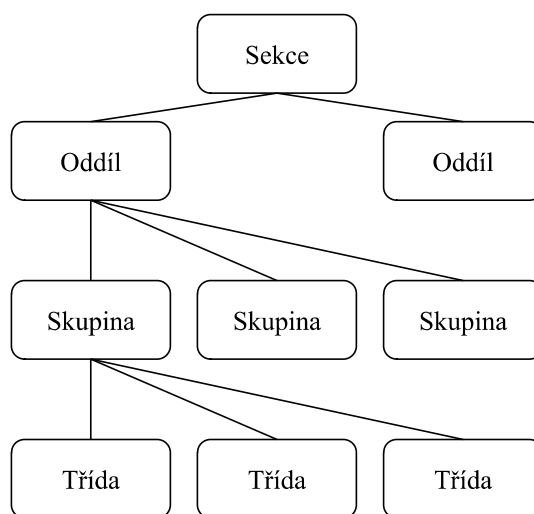 Sekce
Oddíl
Oddíl
Skupina
Skupina
Skupina
Třída
Třída
Třída